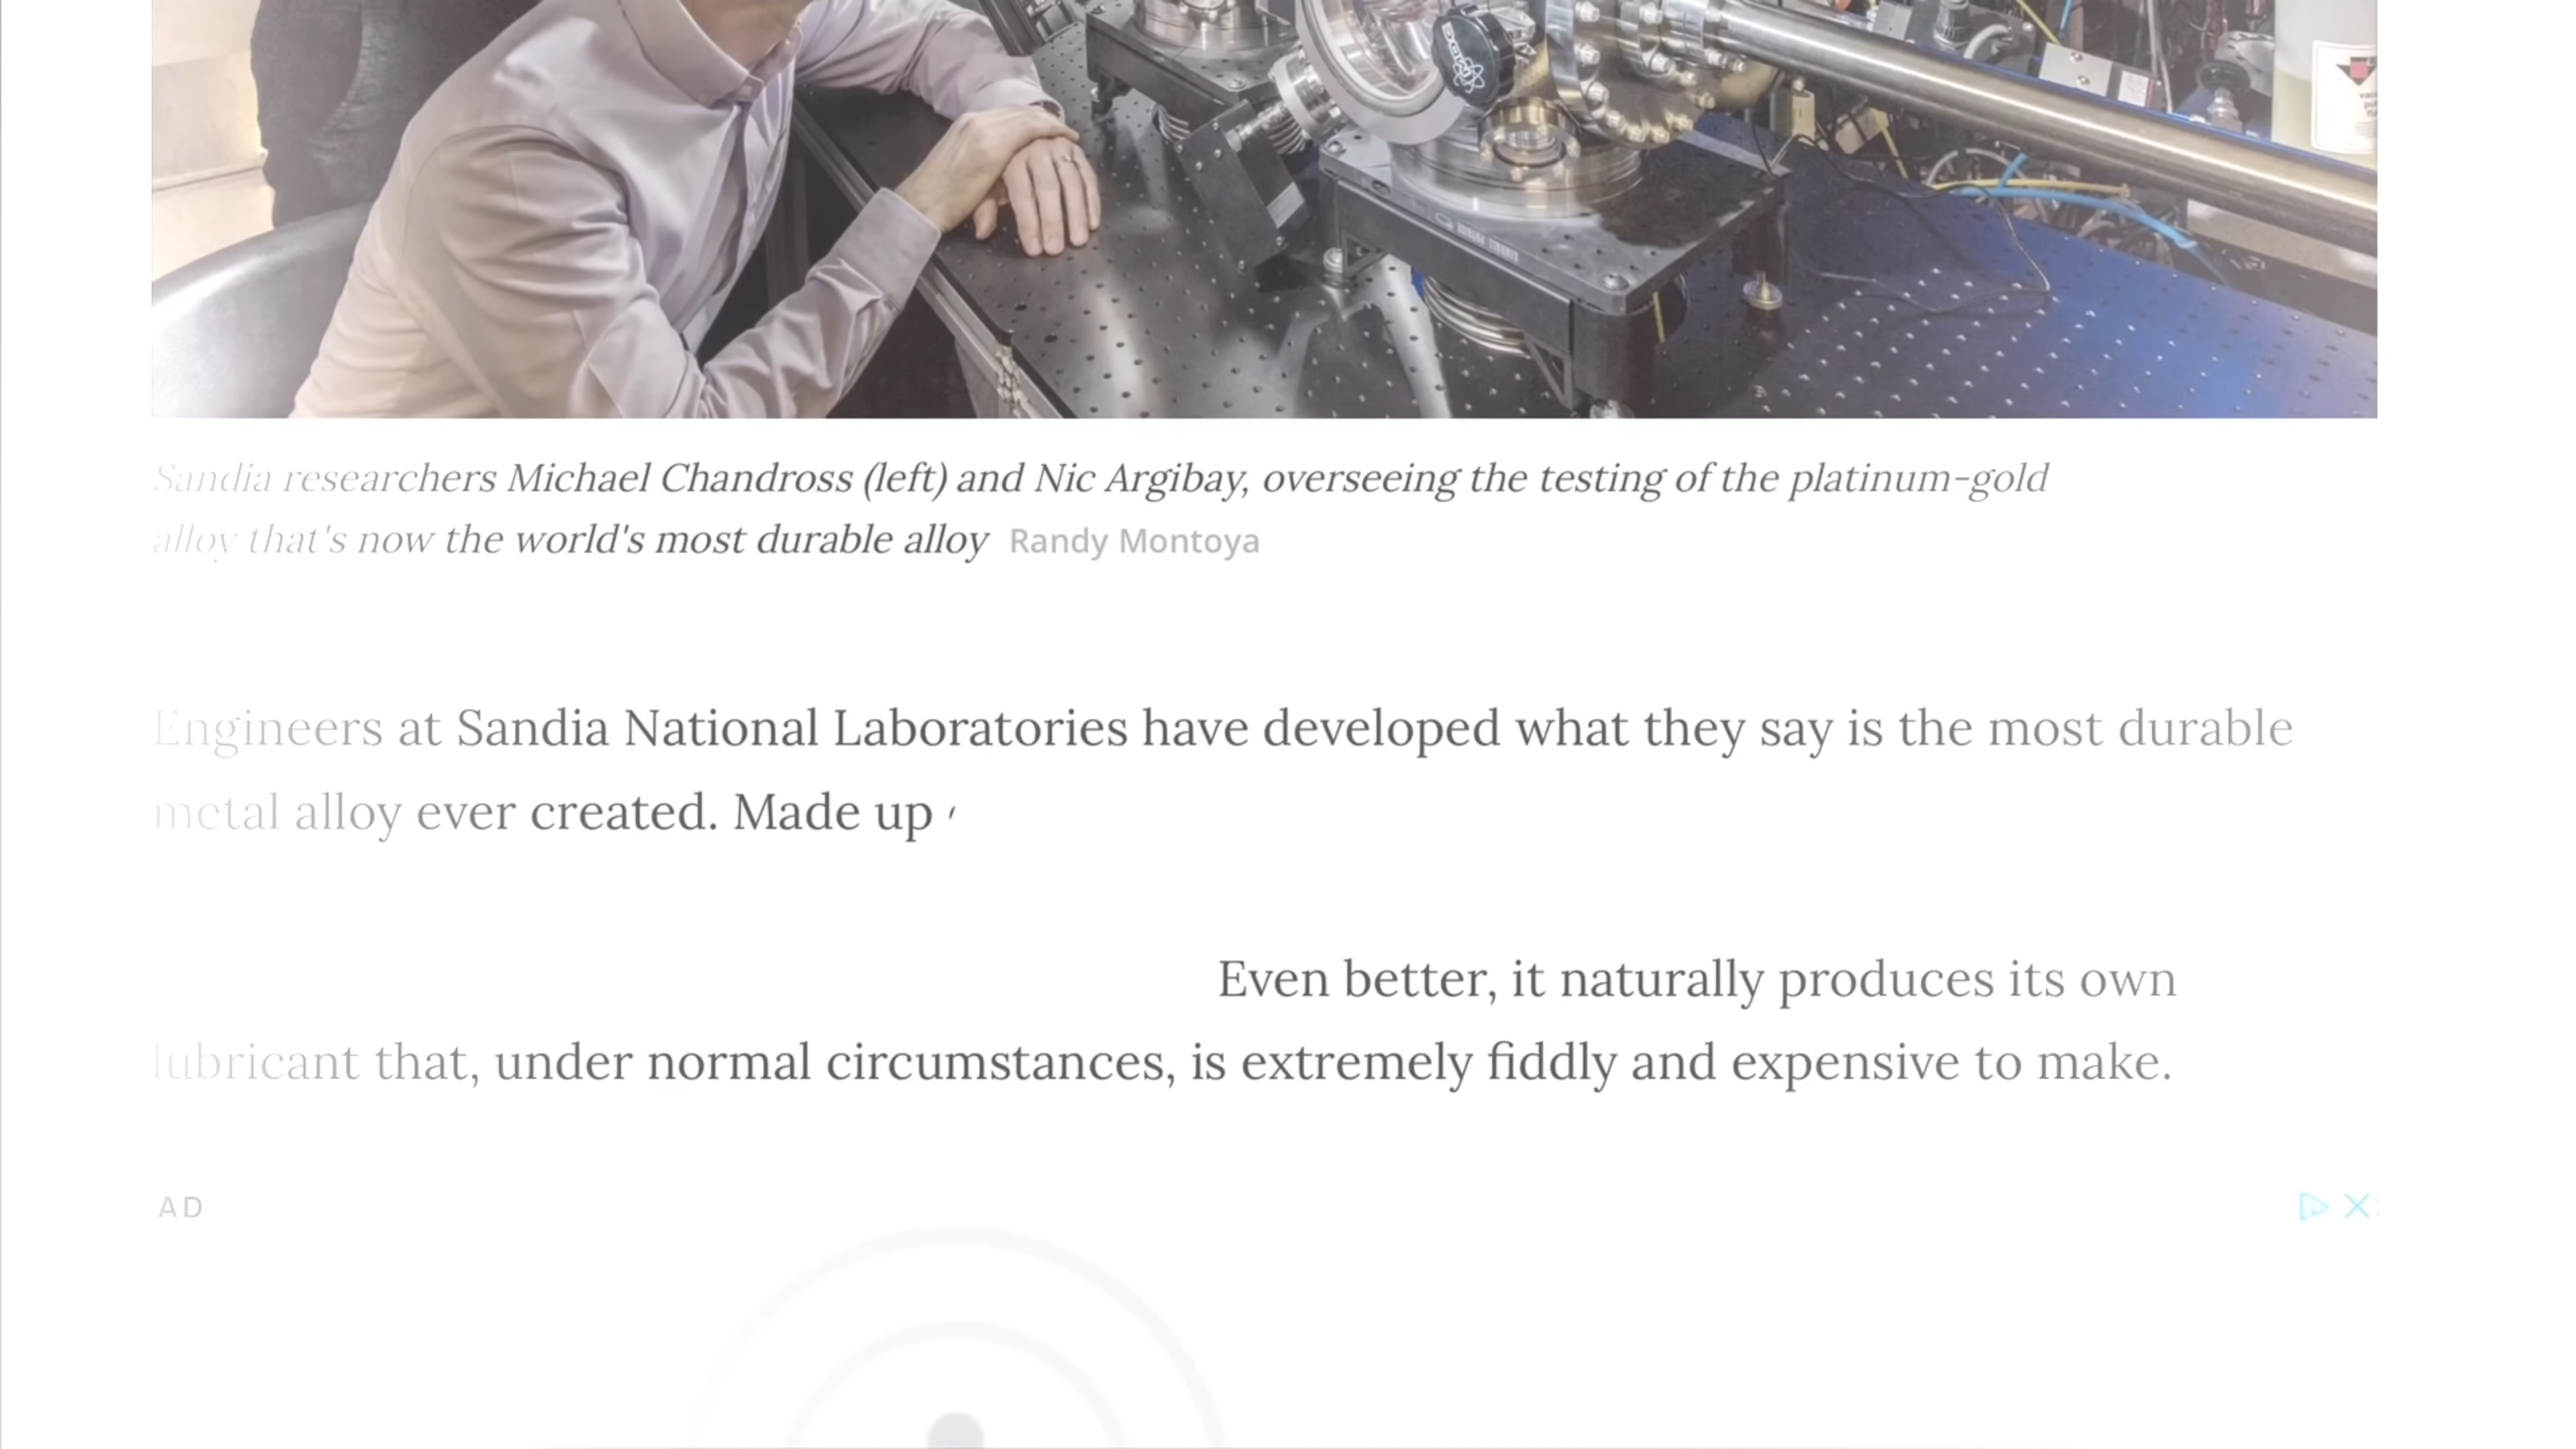 Sandia researchers Michael Chandross (left) and Nic Argibay, overseeing the testing of the platinum-gold
alloy that's now the world's most durable alloy Randy Montoya
Engineers at Sandia National Laboratories have developed what they say is the most durable
metal alloy ever created. Made up
Even better, it naturally produces its own
lubricant that, under normal circumstances, is extremely fiddly and expensive to make.
AD